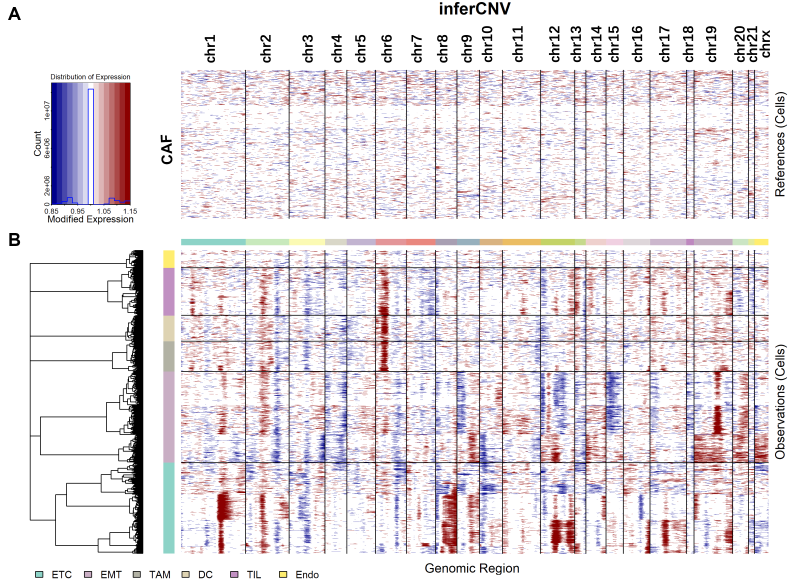 inferCNV
A
chr1 chr2 chr3 chr4 chr5 chr6 chr7 chr8 chr9 chr10 chr11 chr12 chr13 chr14 chr15 chr16 chr17 chr18 chr19 chr20 chr21 chrx
Distribution of Expression
Count
0 2e+06 6e+06 1e+07
0.85 0.95 1.05 1.15
Modified Expression
CAF
References (Cells)
B
Observations (Cells)
Genomic Region
ETC EMT TAM DC TIL Endo